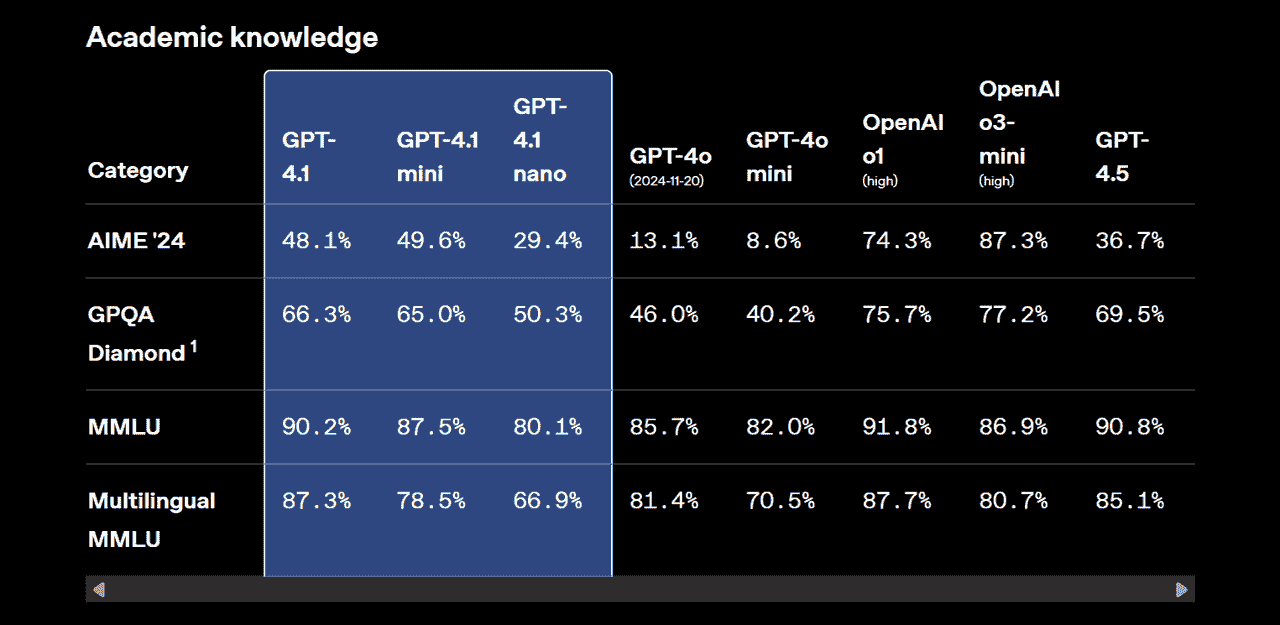 Academic knowledge
Category GPT-4.1 GPT-4.1 mini GPT-4.1 nano GPT-4o (2024-11-20) GPT-4o mini OpenAI o1 (high) OpenAI o3-mini (high) GPT-4.5
AIME '24 48.1% 49.6% 29.4% 13.1% 8.6% 74.3% 87.3% 36.7%
GPQA Diamond 1 66.3% 65.0% 50.3% 46.0% 40.2% 75.7% 77.2% 69.5%
MMLU 90.2% 87.5% 80.1% 85.7% 82.0% 91.8% 86.9% 90.8%
Multilingual MMLU 87.3% 78.5% 66.9% 81.4% 70.5% 87.7% 80.7% 85.1%